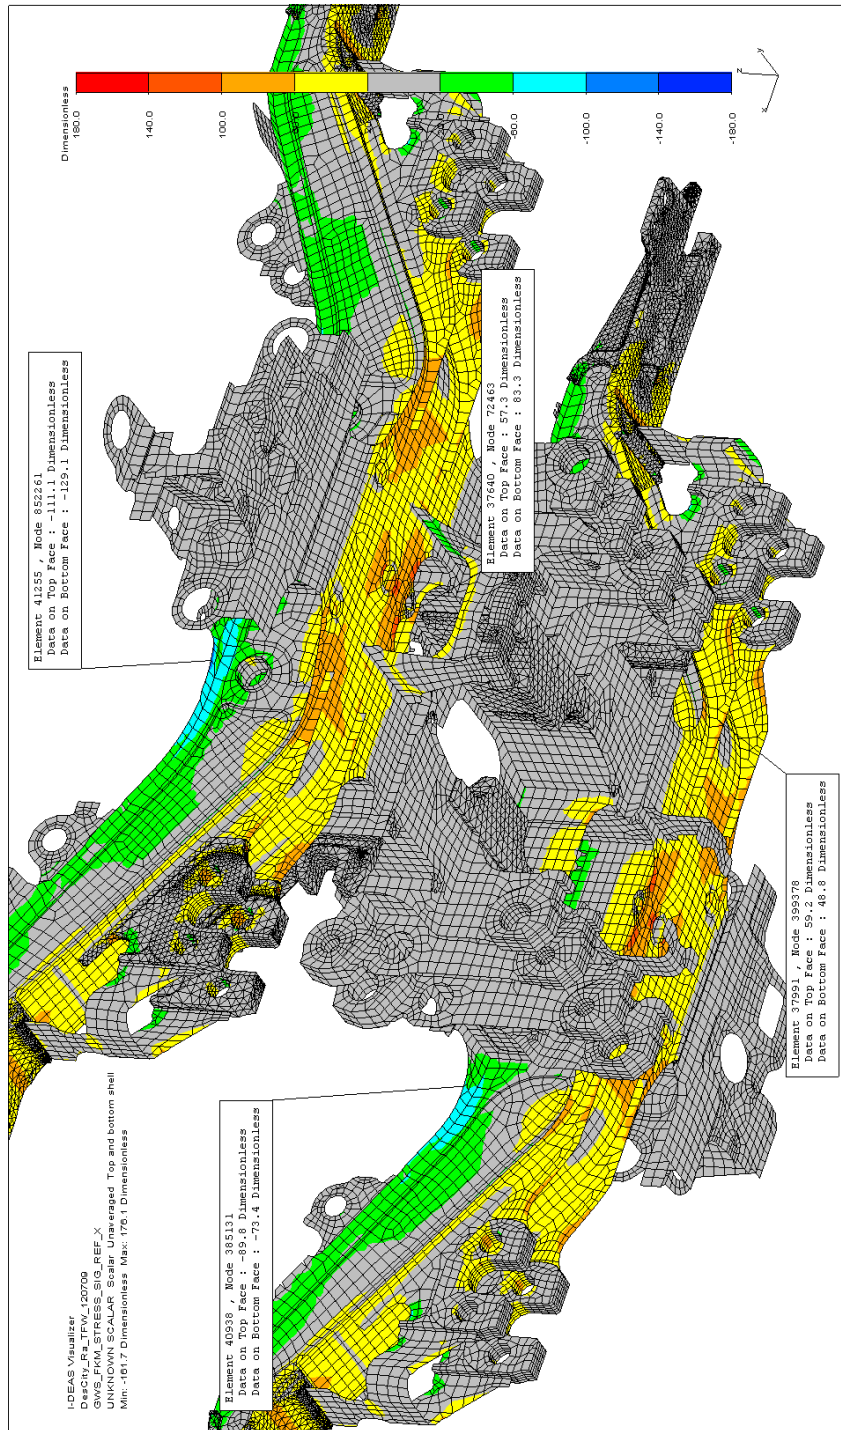 I-DEAS Visualizer
DesCity_Ra_TFW_120709
GWS_FKM_STRESS_SIG_REF_X
UNKNOWN SCALAR Scalar Unaveraged Top and bottom shell
Min: -161.7 Dimensionless Max: 176.1 Dimensionless
Dimensionless
180.0
140.0
100.0
-60.0
-100.0
-140.0
-180.0
z
y
x
Element 41255 , Node 852261
Data on Top Face : -111.1 Dimensionless
Data on Bottom Face : -129.1 Dimensionless
Element 37640 , Node 72463
Data on Top Face : 57.3 Dimensionless
Data on Bottom Face : 83.3 Dimensionless
Element 40938 , Node 385131
Data on Top Face : -89.8 Dimensionless
Data on Bottom Face : -73.4 Dimensionless
Element 37991 , Node 399378
Data on Top Face : 59.2 Dimensionless
Data on Bottom Face : 48.8 Dimensionless